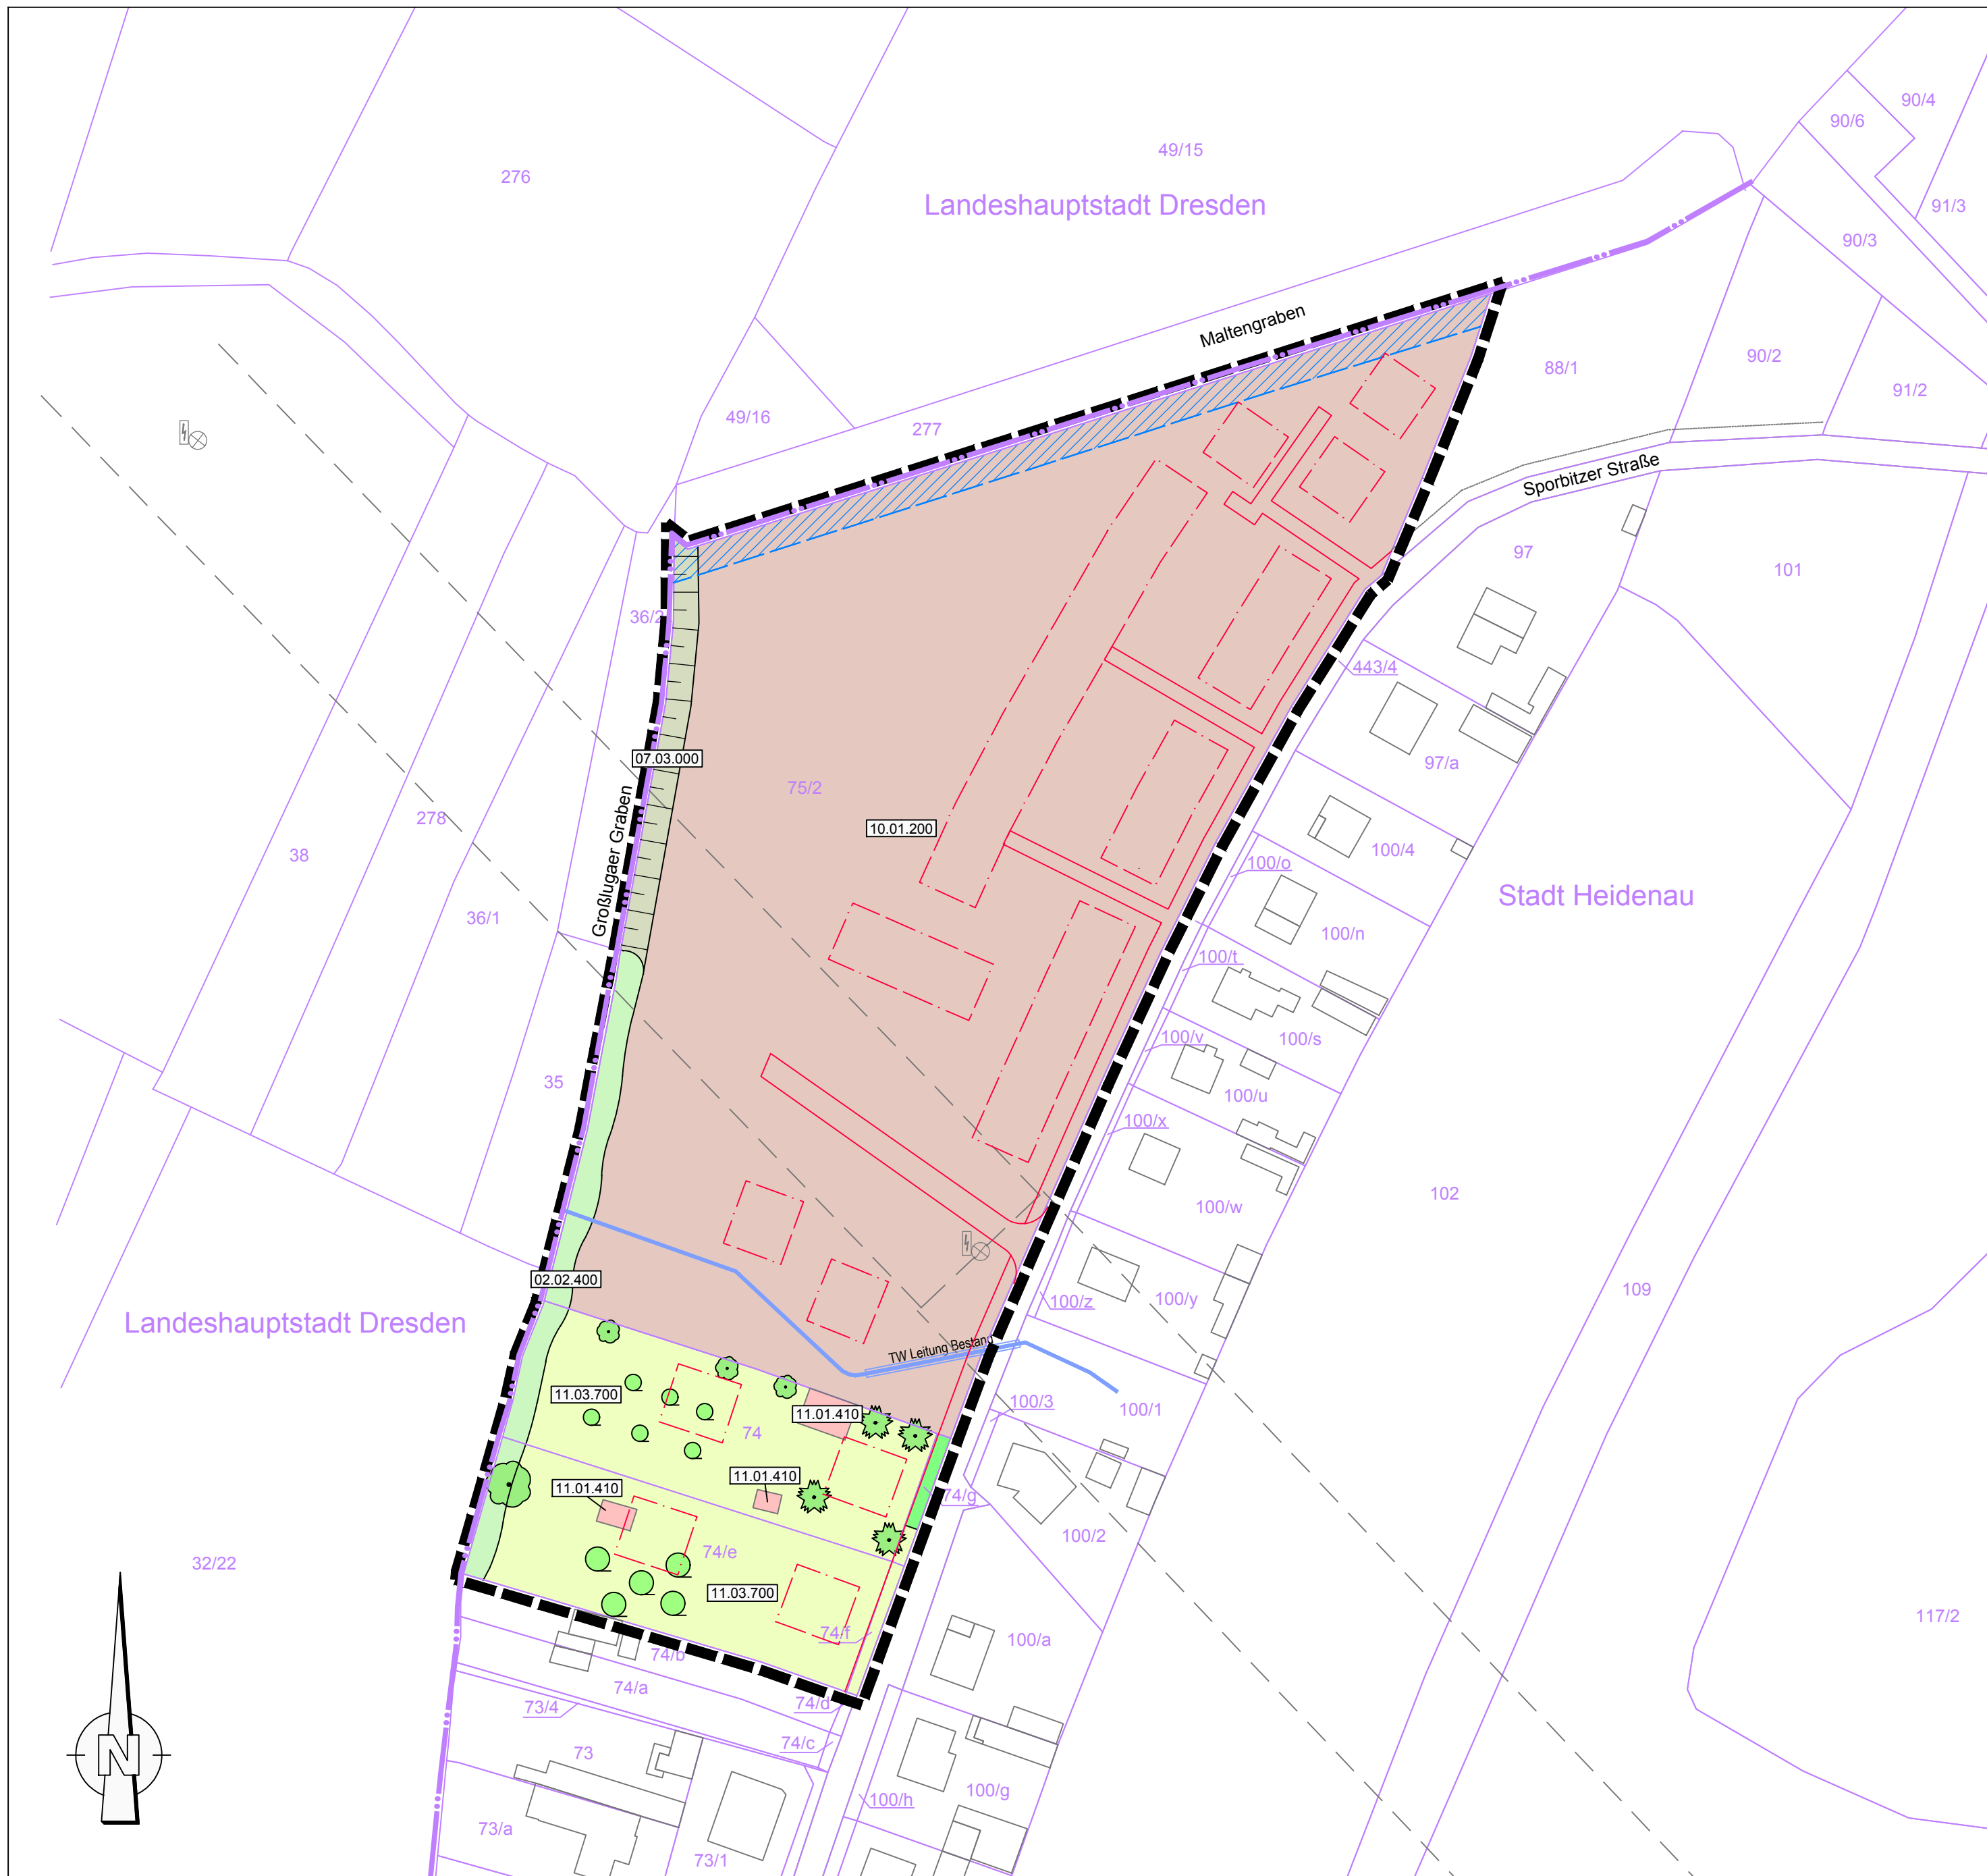 90/4
90/6
49/15
276
Landeshauptstadt Dresden
91/3
90/3
Maltengraben
90/2
88/1
91/2
49/16
277
Sporbitzer Straße
97
101
36/2
443/4
07.03.000
97/a
75/2
278
10.01.200
100/4
38
Großlugaer Graben
100/o
Stadt Heidenau
36/1
100/n
100/t
100/v
100/s
35
100/u
100/x
102
100/w
02.02.400
109
100/z
100/y
Landeshauptstadt Dresden
TW Leitung Bestand
11.03.700
100/3
100/1
11.01.410
74
11.01.410
11.01.410
74/g
100/2
74/e
32/22
11.03.700
117/2
74/f
100/a
74/b
74/a
74/d
73/4
74/c
73
N
100/g
100/h
73/a
73/1